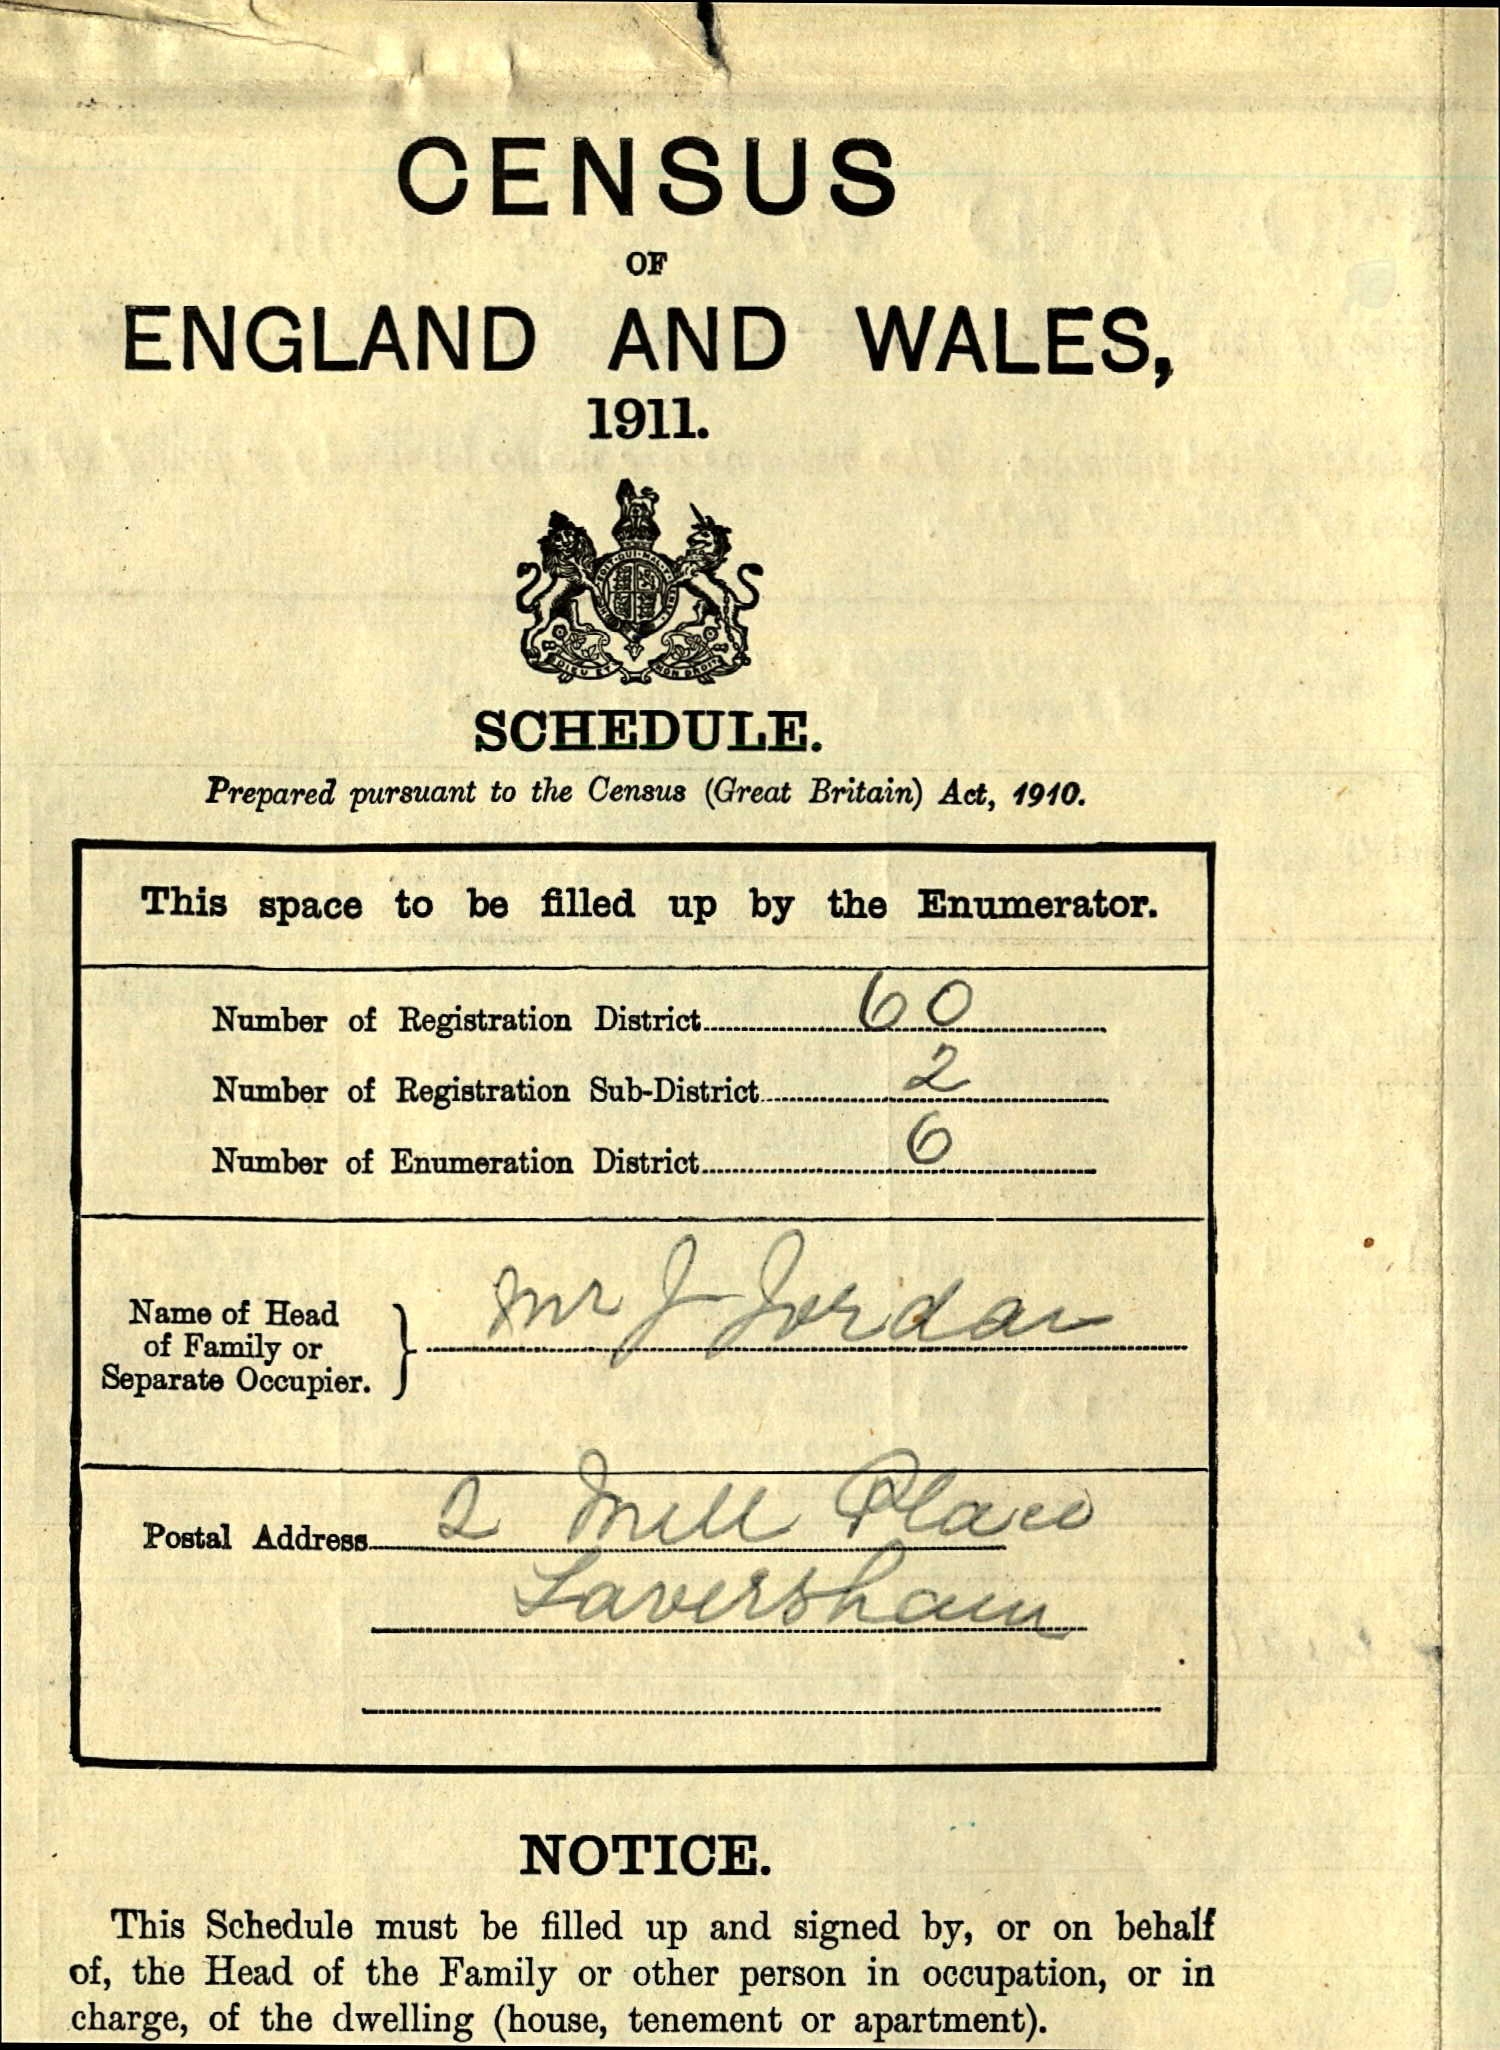 CENSUS
OF
ENGLAND AND WALES,
1911.
DIEU ET MON DROIT
SCHEDULE.
Prepared pursuant to the Census (Great Britain) Act, 1910.
This space to be filled up by the Enumerator.
Number of Registration District 60
Number of Registration Sub-District 2
Number of Enumeration District 6
Name of Head
of Family or
Separate Occupier.
Mr J Jordan
Postal Address 2 Mill Place
Faversham
NOTICE.
This Schedule must be filled up and signed by, or on behalf
of, the Head of the Family or other person in occupation, or in
charge, of the dwelling (house, tenement or apartment).